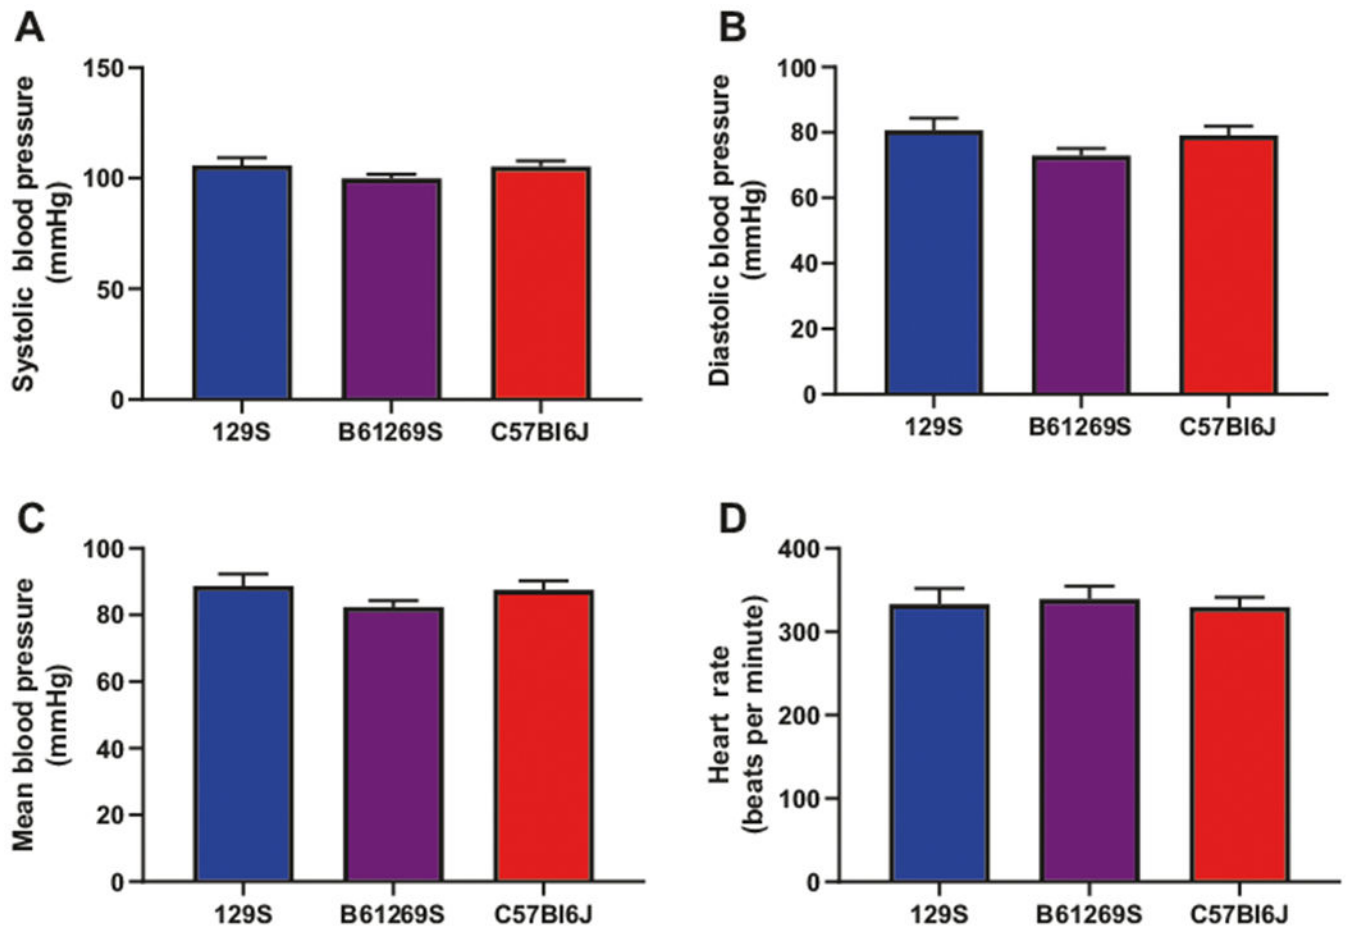 A
Systolic blood pressure
(mmHg)
150
100
50
0
129S
B61269S
C57Bl6J
B
Diastolic blood pressure
(mmHg)
100
80
60
40
20
0
129S
B61269S
C57Bl6J
C
Mean blood pressure
(mmHg)
100
80
60
40
20
0
129S
B61269S
C57Bl6J
D
Heart rate
(beats per minute)
400
300
200
100
0
129S
B61269S
C57Bl6J